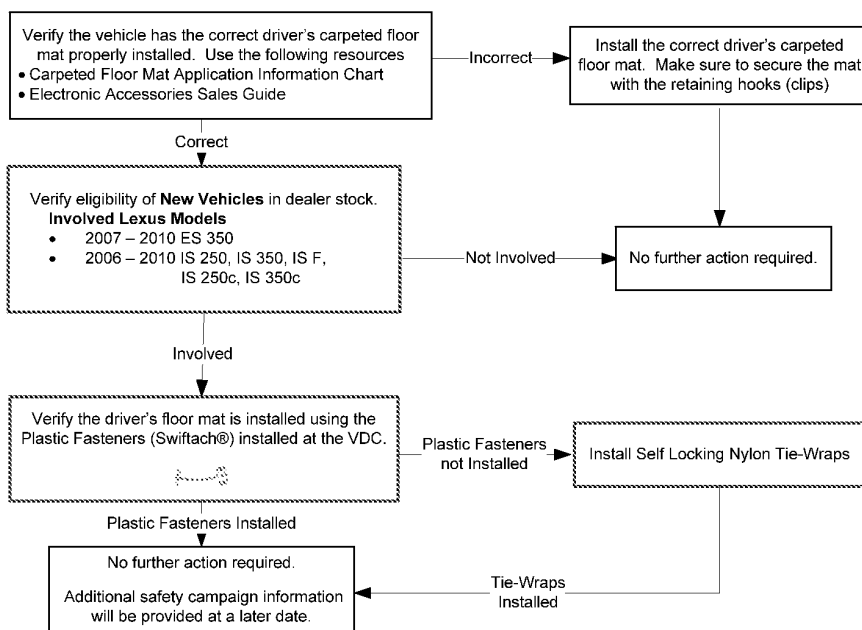 Verify the vehicle has the correct driver's carpeted floor
mat properly installed.  Use the following resources
• Carpeted Floor Mat Application Information Chart
• Electronic Accessories Sales Guide
Incorrect
Install the correct driver's carpeted
floor mat.  Make sure to secure the mat
with the retaining hooks (clips)
Correct
Verify eligibility of New Vehicles in dealer stock.
Involved Lexus Models
• 2007 – 2010 ES 350
• 2006 – 2010 IS 250, IS 350, IS F,
IS 250c, IS 350c
Not Involved
No further action required.
Involved
Verify the driver's floor mat is installed using the
Plastic Fasteners (Swiftach®) installed at the VDC.
Plastic Fasteners
not Installed
Install Self Locking Nylon Tie-Wraps
Plastic Fasteners Installed
No further action required.
Additional safety campaign information
will be provided at a later date.
Tie-Wraps
Installed